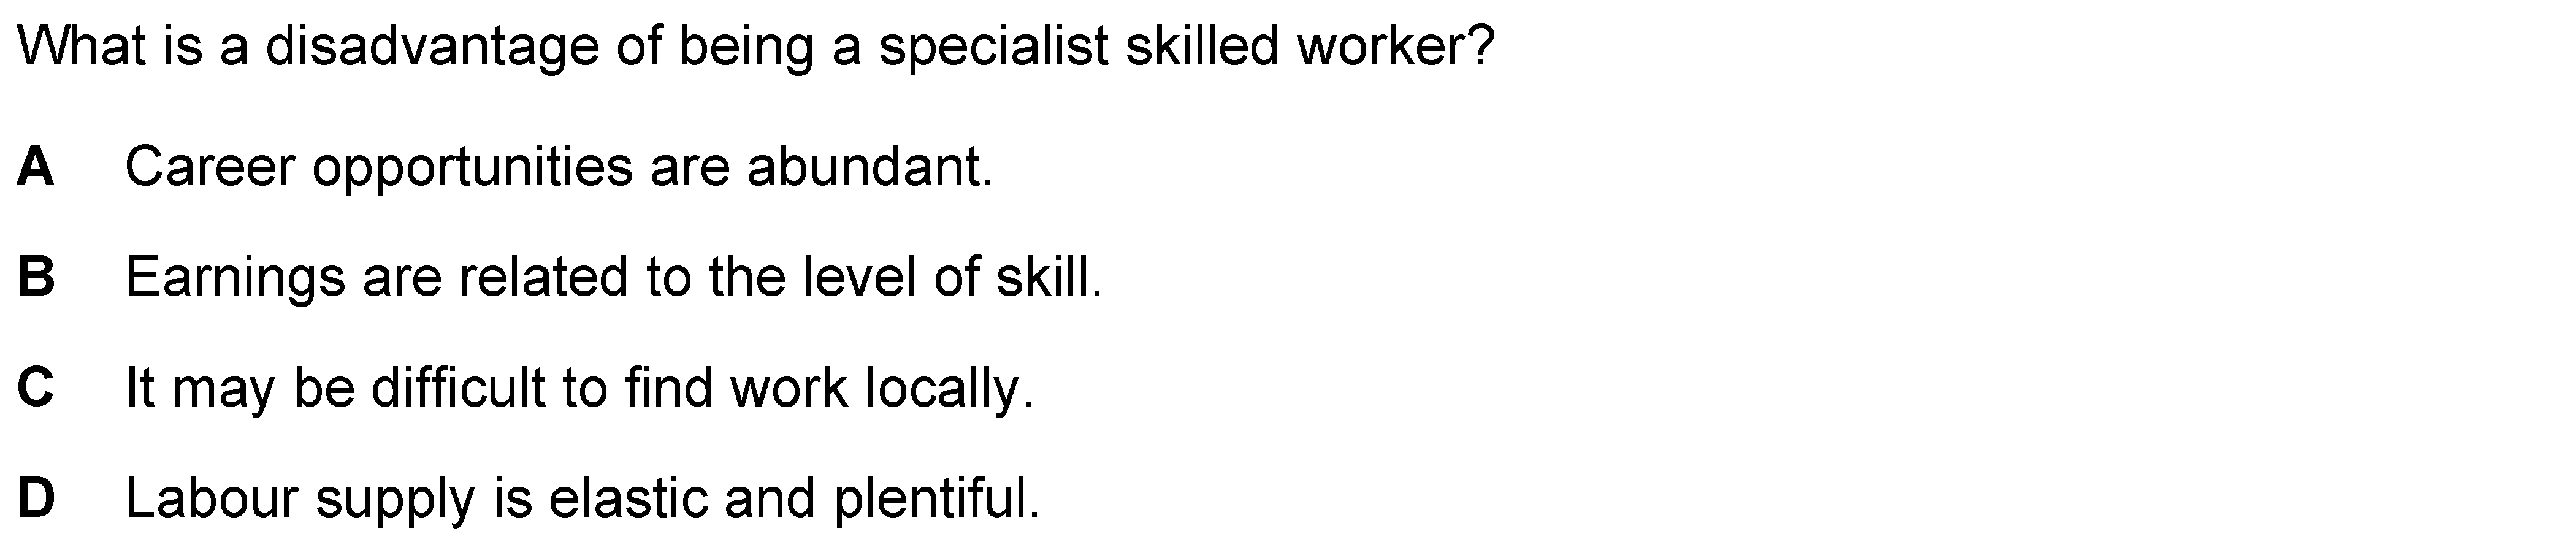 What is a disadvantage of being a specialist skilled worker?
A Career opportunities are abundant.
B Earnings are related to the level of skill.
C It may be difficult to find work locally.
D Labour supply is elastic and plentiful.